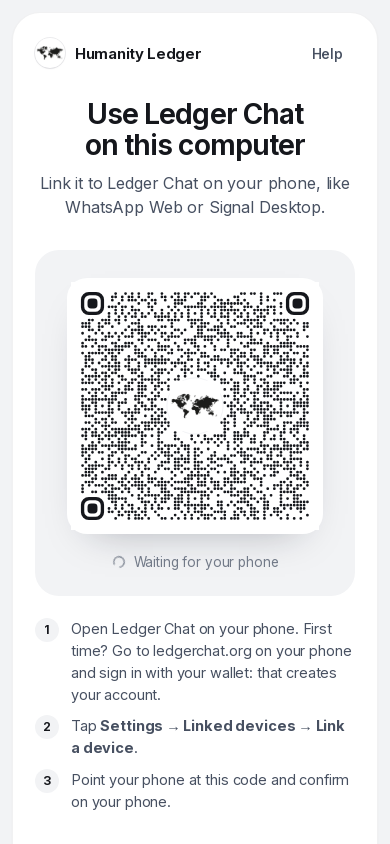 Humanity Ledger
Help
Use Ledger Chat
on this computer
Link it to Ledger Chat on your phone, like
WhatsApp Web or Signal Desktop.
Waiting for your phone
1 Open Ledger Chat on your phone. First
time? Go to ledgerchat.org on your phone
and sign in with your wallet: that creates
your account.
2 Tap Settings → Linked devices → Link
a device.
3 Point your phone at this code and confirm
on your phone.